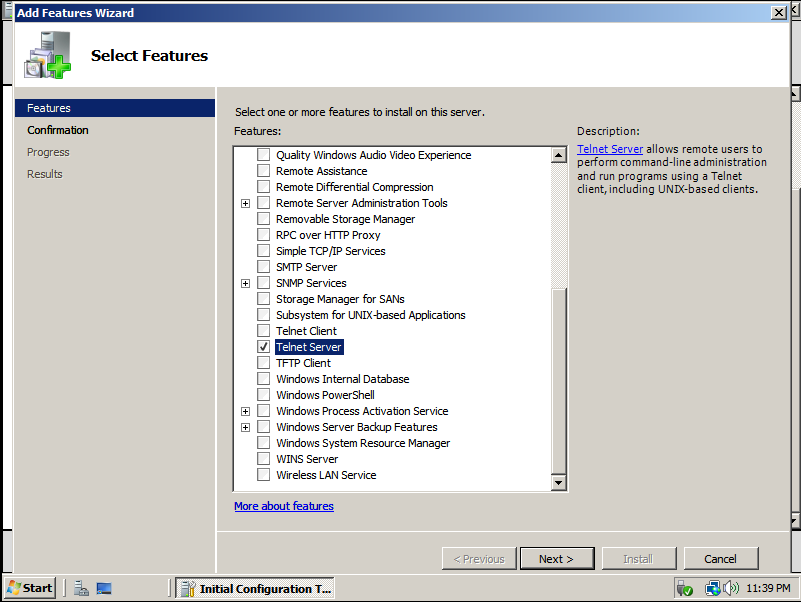 Add Features Wizard
Select Features
Features
Confirmation
Progress
Results
Select one or more features to install on this server.
Features:
Quality Windows Audio Video Experience
Remote Assistance
Remote Differential Compression
Remote Server Administration Tools
Removable Storage Manager
RPC over HTTP Proxy
Simple TCP/IP Services
SMTP Server
SNMP Services
Storage Manager for SANs
Subsystem for UNIX-based Applications
Telnet Client
Telnet Server
TFTP Client
Windows Internal Database
Windows PowerShell
Windows Process Activation Service
Windows Server Backup Features
Windows System Resource Manager
WINS Server
Wireless LAN Service
More about features
Description:
Telnet Server allows remote users to
perform command-line administration
and run programs using a Telnet
client, including UNIX-based clients.
< Previous
Next >
Install
Cancel
Start
Initial Configuration T...
11:39 PM